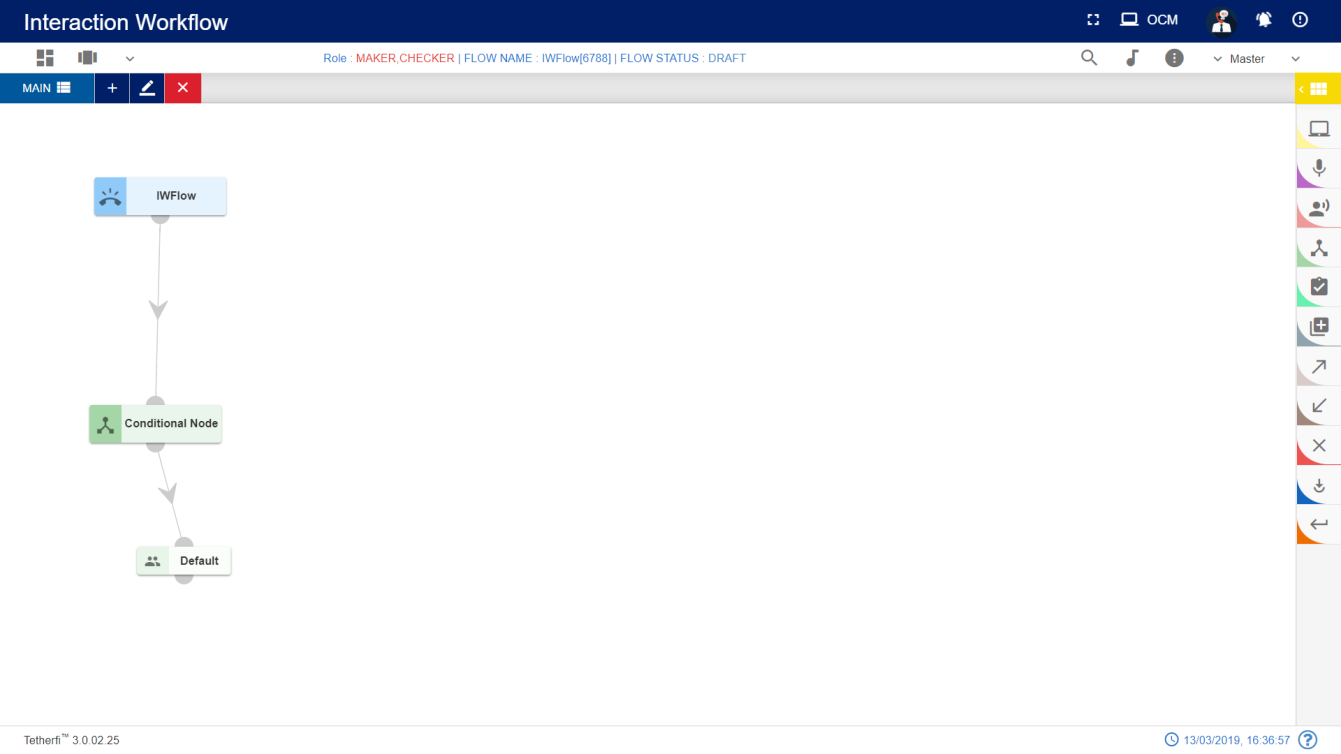 Interaction Workflow
OCM
Role : MAKER,CHECKER | FLOW NAME : IWFlow[6788] | FLOW STATUS : DRAFT
Master
MAIN
IWFlow
Conditional Node
Default
Tetherfi™ 3.0.02.25
13/03/2019, 16:36:57